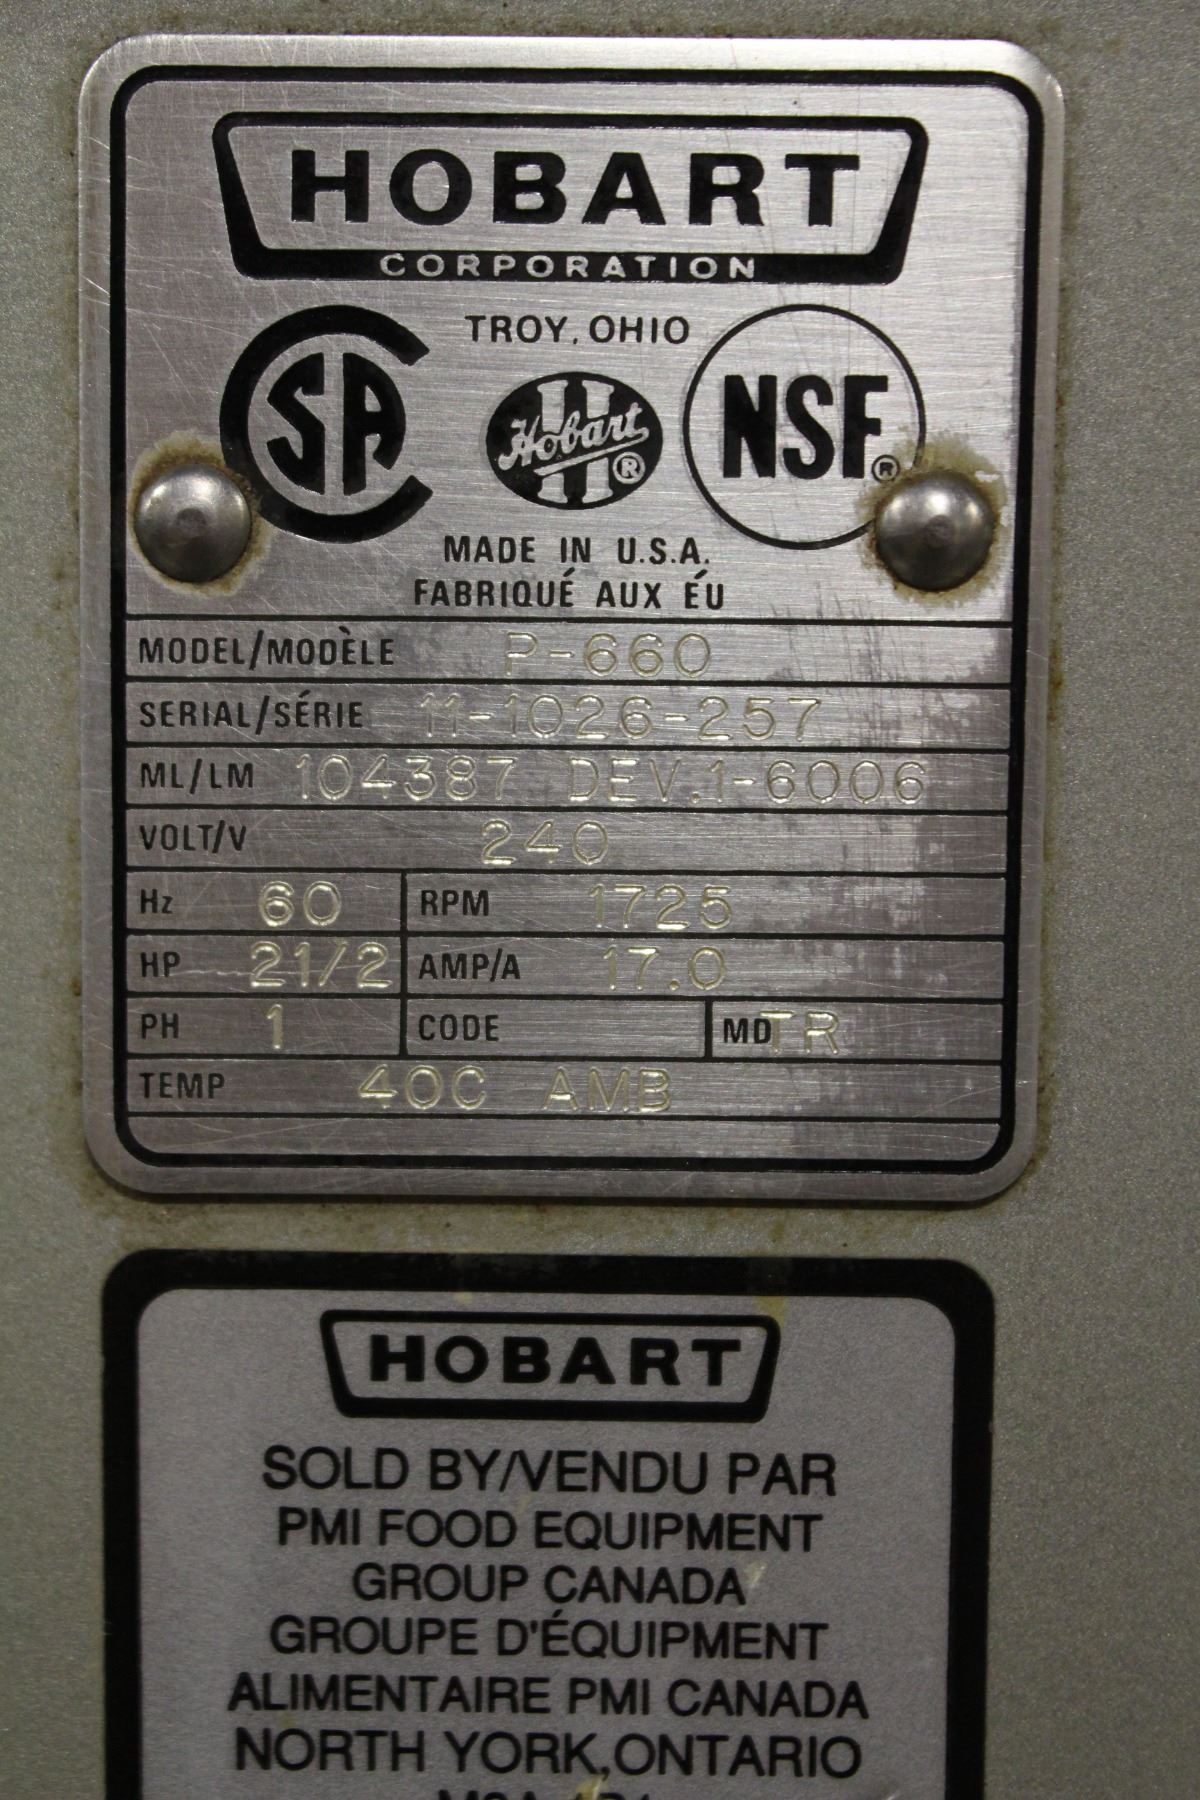 HOBART
CORPORATION
TROY, OHIO
SA
Hobart ®
NSF®
MADE IN U.S.A.
FABRIQUÉ AUX ÉU
MODEL/MODÈLE P-660
SERIAL/SÉRIE 11-1026-257
ML/LM 104387 DEV.1-6006
VOLT/V 240
Hz 60 RPM 1725
HP 21/2 AMP/A 17.0
PH 1 CODE MD TR
TEMP 40C AMB
HOBART
SOLD BY/VENDU PAR
PMI FOOD EQUIPMENT
GROUP CANADA
GROUPE D'ÉQUIPMENT
ALIMENTAIRE PMI CANADA
NORTH YORK, ONTARIO